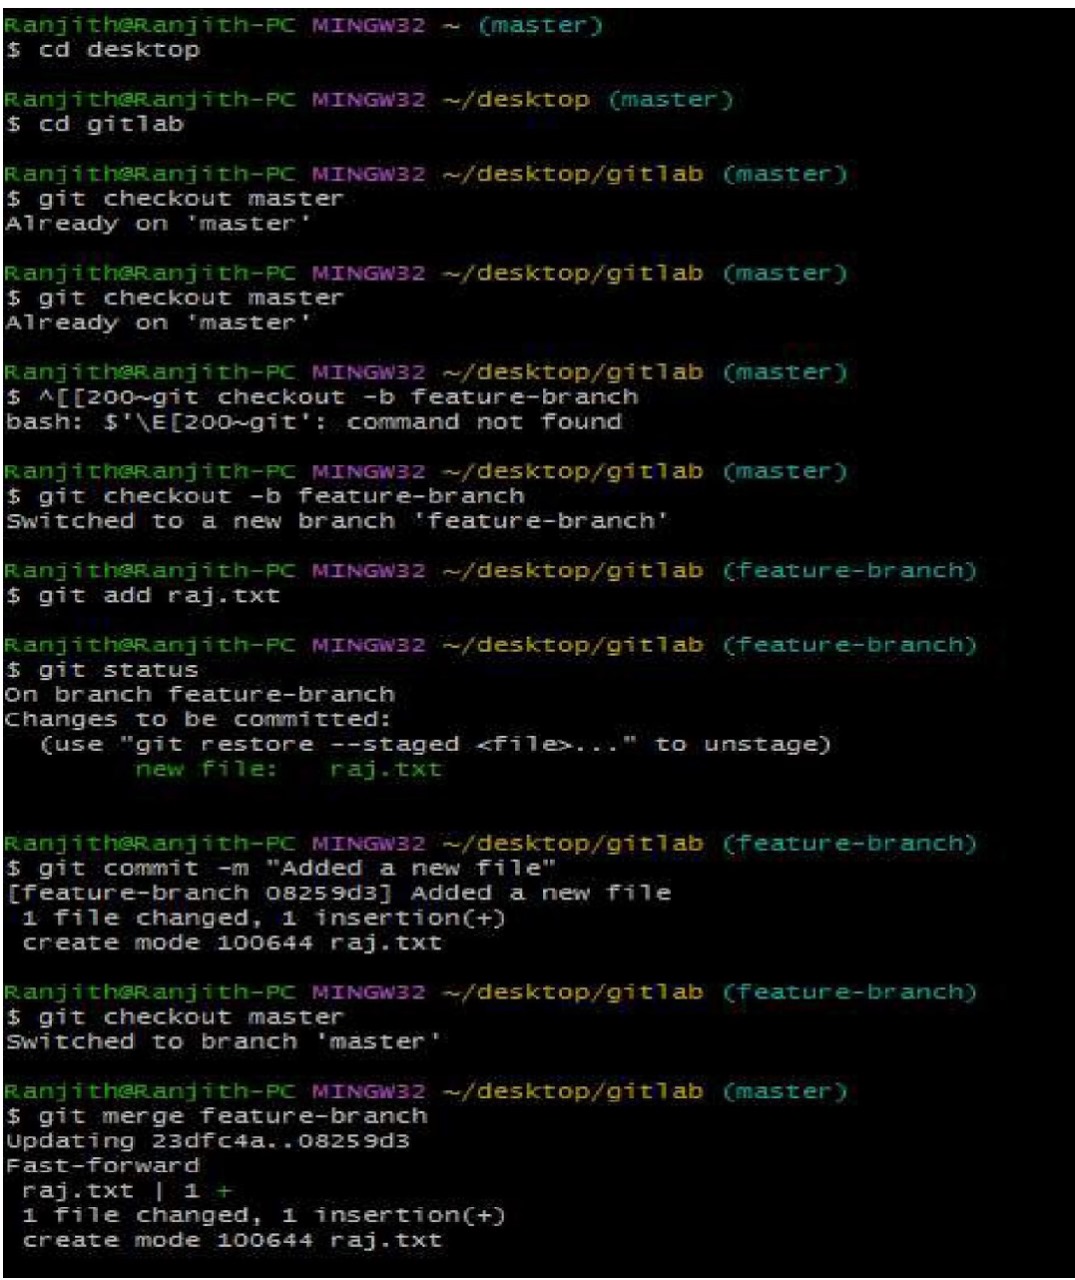 Ranjith@Ranjith-PC MINGW32 ~ (master)
$ cd desktop
Ranjith@Ranjith-PC MINGW32 ~/desktop (master)
$ cd gitlab
Ranjith@Ranjith-PC MINGW32 ~/desktop/gitlab (master)
$ git checkout master
Already on 'master'
Ranjith@Ranjith-PC MINGW32 ~/desktop/gitlab (master)
$ git checkout master
Already on 'master'
Ranjith@Ranjith-PC MINGW32 ~/desktop/gitlab (master)
$ ^[[200~git checkout -b feature-branch
bash: $'\E[200~git': command not found
Ranjith@Ranjith-PC MINGW32 ~/desktop/gitlab (master)
$ git checkout -b feature-branch
Switched to a new branch 'feature-branch'
Ranjith@Ranjith-PC MINGW32 ~/desktop/gitlab (feature-branch)
$ git add raj.txt
Ranjith@Ranjith-PC MINGW32 ~/desktop/gitlab (feature-branch)
$ git status
On branch feature-branch
Changes to be committed:
  (use "git restore --staged <file>..." to unstage)
        new file:   raj.txt
Ranjith@Ranjith-PC MINGW32 ~/desktop/gitlab (feature-branch)
$ git commit -m "Added a new file"
[feature-branch 08259d3] Added a new file
 1 file changed, 1 insertion(+)
 create mode 100644 raj.txt
Ranjith@Ranjith-PC MINGW32 ~/desktop/gitlab (feature-branch)
$ git checkout master
Switched to branch 'master'
Ranjith@Ranjith-PC MINGW32 ~/desktop/gitlab (master)
$ git merge feature-branch
Updating 23dfc4a..08259d3
Fast-forward
 raj.txt | 1 +
 1 file changed, 1 insertion(+)
 create mode 100644 raj.txt